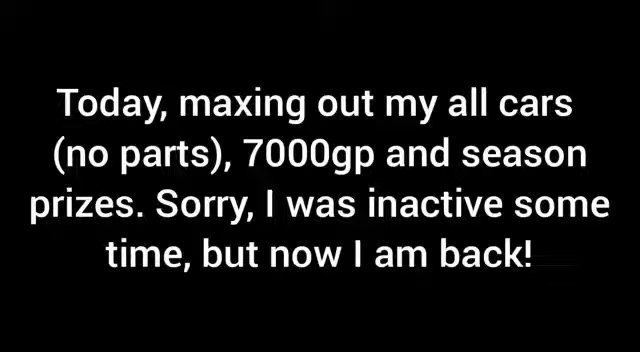 Today, maxing out my all cars
(no parts), 7000gp and season
prizes. Sorry, I was inactive some
time, but now I am back!